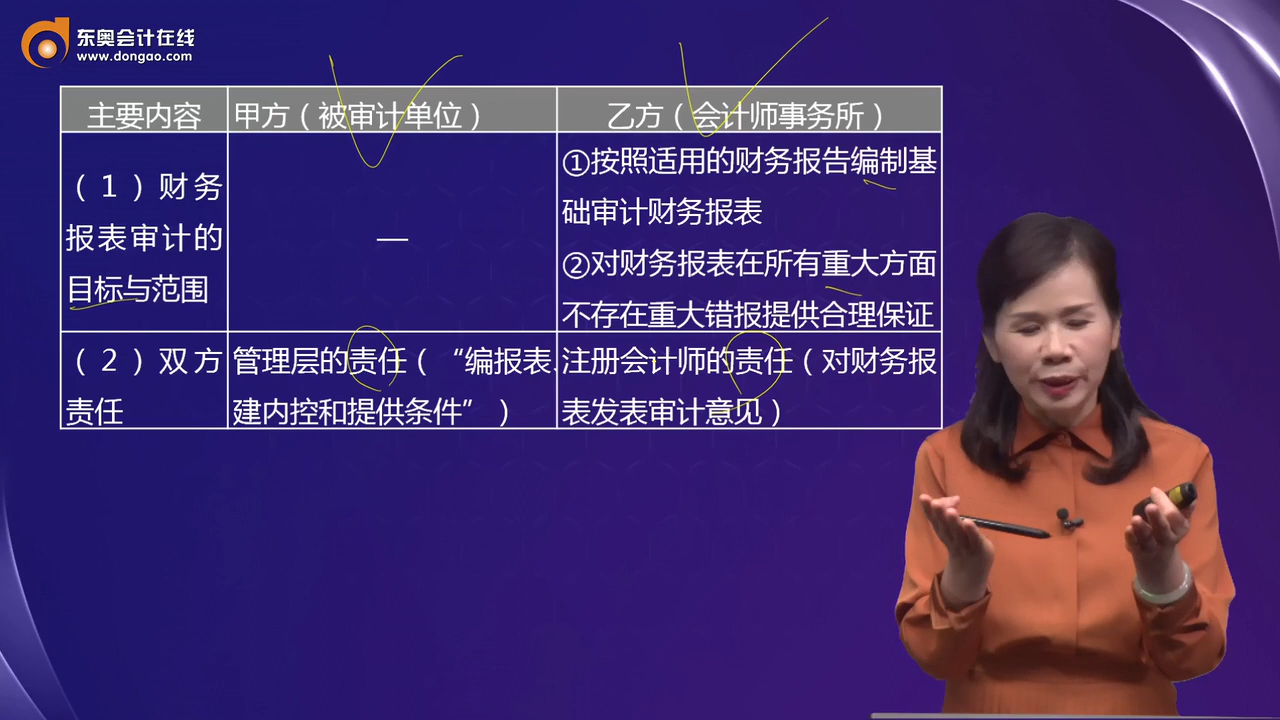 东奥会计在线
www.dongao.com
主要内容
甲方（被审计单位）
乙方（会计师事务所）
（1）财务
报表审计的
目标与范围
—
①按照适用的财务报告编制基
础审计财务报表
②对财务报表在所有重大方面
不存在重大错报提供合理保证
（2）双方
责任
管理层的责任（“编报表、
建内控和提供条件”）
注册会计师的责任（对财务报
表发表审计意见）